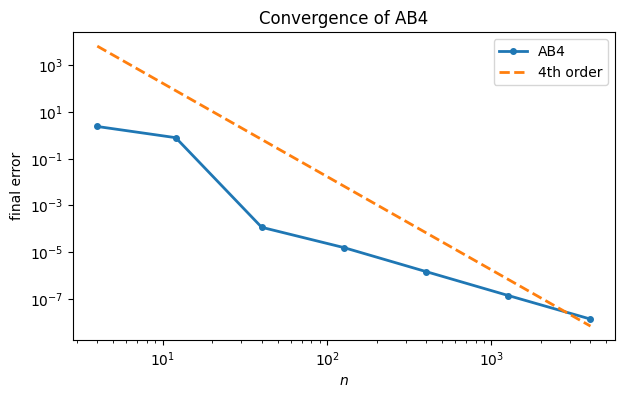 Convergence of AB4
AB4
4th order
final error
10³
10¹
10⁻¹
10⁻³
10⁻⁵
10⁻⁷
10¹
10²
10³
n